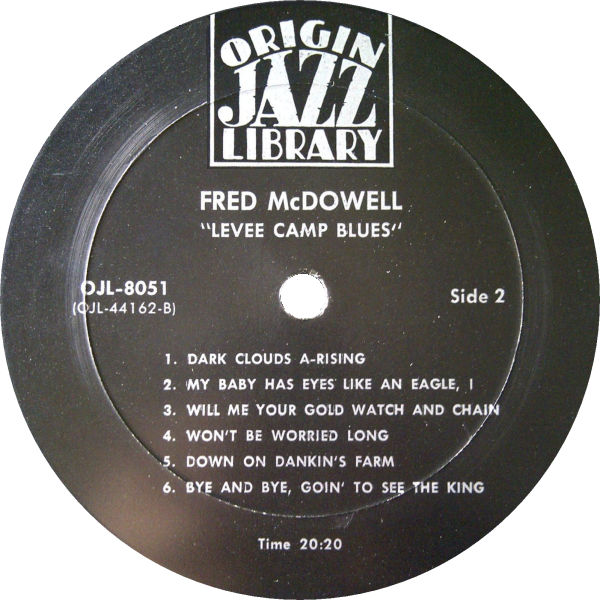 ORIGIN
JAZZ
LIBRARY
FRED McDOWELL
"LEVEE CAMP BLUES"
OJL-8051
(OJL-44162-B)
Side 2
1. DARK CLOUDS A-RISING
2. MY BABY HAS EYES LIKE AN EAGLE, I
3. WILL ME YOUR GOLD WATCH AND CHAIN
4. WON'T BE WORRIED LONG
5. DOWN ON DANKIN'S FARM
6. BYE AND BYE, GOIN' TO SEE THE KING
Time 20:20